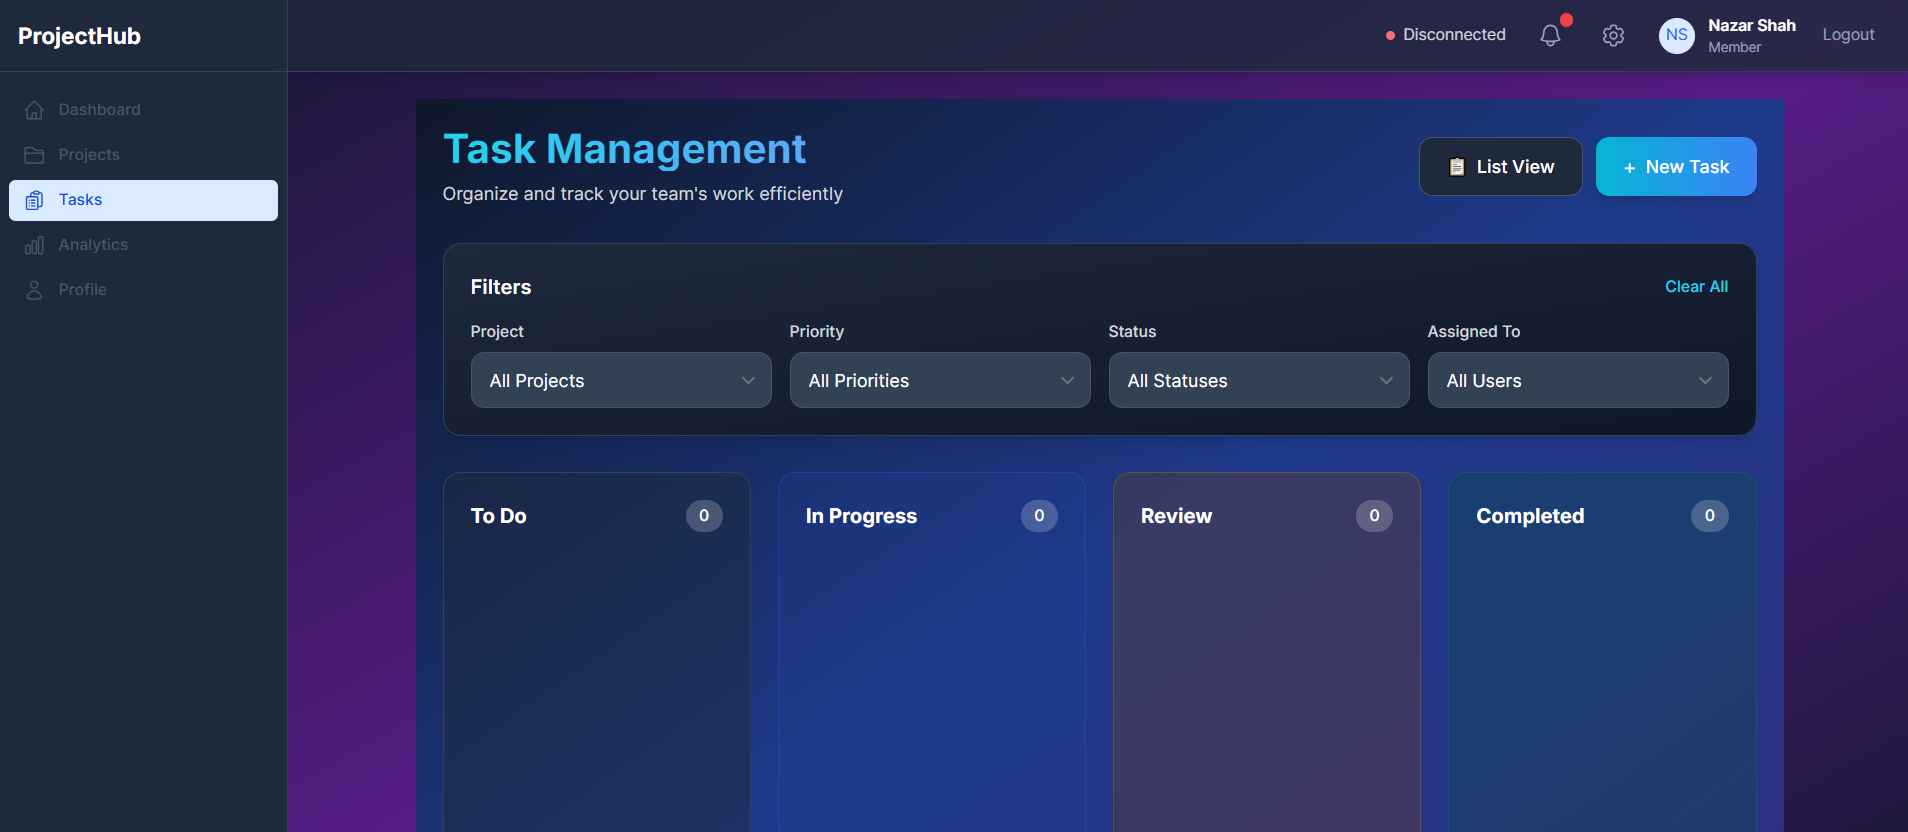 ProjectHub
Disconnected
NS
Nazar Shah
Member
Logout
Dashboard
Projects
Tasks
Analytics
Profile
Task Management
Organize and track your team's work efficiently
List View
+ New Task
Filters
Clear All
Project
Priority
Status
Assigned To
All Projects
All Priorities
All Statuses
All Users
To Do
0
In Progress
0
Review
0
Completed
0